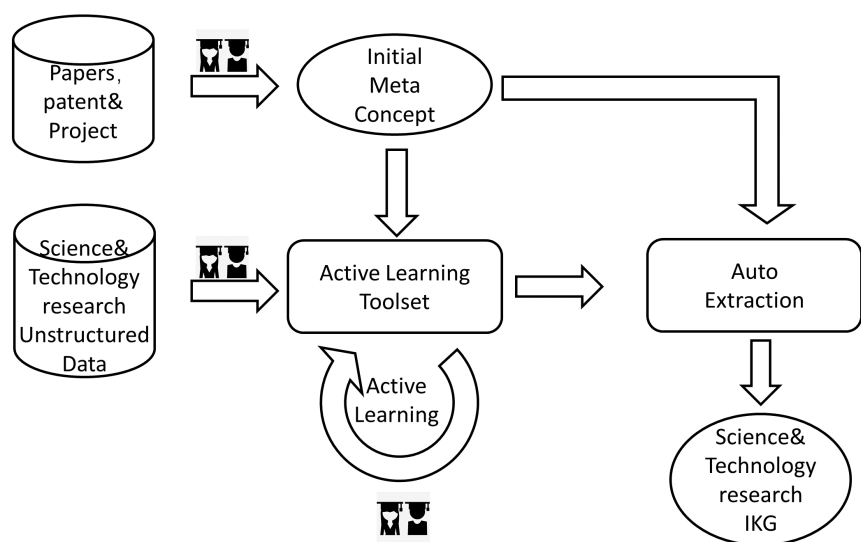 Papers，
patent&
Project
Initial
Meta
Concept
Science&
Technology
research
Unstructured
Data
Active Learning
Toolset
Auto
Extraction
Active
Learning
Science&
Technology
research
IKG